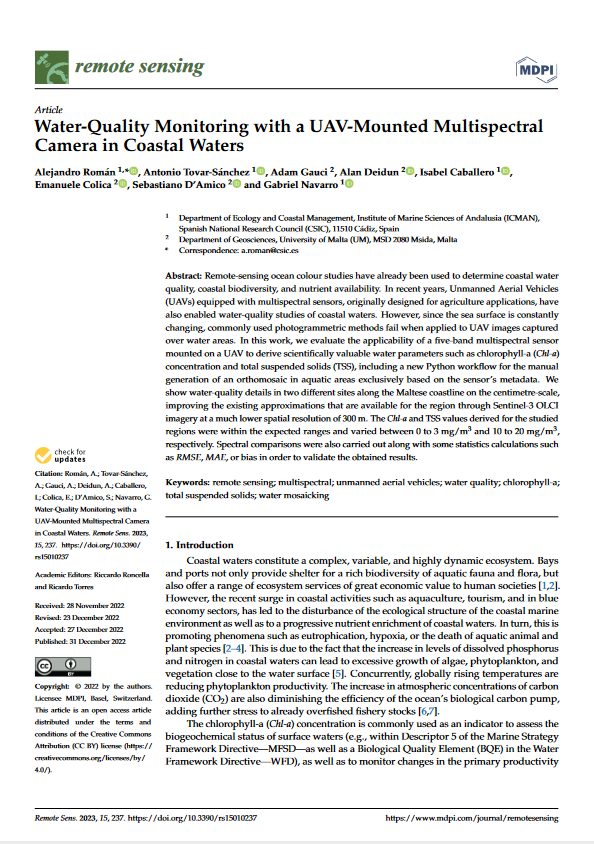 remote sensing
MDPI
Article
Water-Quality Monitoring with a UAV-Mounted Multispectral
Camera in Coastal Waters
Alejandro Román 1,*, Antonio Tovar-Sánchez 1, Adam Gauci 2, Alan Deidun 2, Isabel Caballero 1,
Emanuele Colica 2, Sebastiano D'Amico 2 and Gabriel Navarro 1
1 Department of Ecology and Coastal Management, Institute of Marine Sciences of Andalusia (ICMAN),
Spanish National Research Council (CSIC), 11510 Cádiz, Spain
2 Department of Geosciences, University of Malta (UM), MSD 2080 Msida, Malta
* Correspondence: a.roman@csic.es
Abstract: Remote-sensing ocean colour studies have already been used to determine coastal water
quality, coastal biodiversity, and nutrient availability. In recent years, Unmanned Aerial Vehicles
(UAVs) equipped with multispectral sensors, originally designed for agriculture applications, have
also enabled water-quality studies of coastal waters. However, since the sea surface is constantly
changing, commonly used photogrammetric methods fail when applied to UAV images captured
over water areas. In this work, we evaluate the applicability of a five-band multispectral sensor
mounted on a UAV to derive scientifically valuable water parameters such as chlorophyll-a (Chl-a)
concentration and total suspended solids (TSS), including a new Python workflow for the manual
generation of an orthomosaic in aquatic areas exclusively based on the sensor's metadata. We
show water-quality details in two different sites along the Maltese coastline on the centimetre-scale,
improving the existing approximations that are available for the region through Sentinel-3 OLCI
imagery at a much lower spatial resolution of 300 m. The Chl-a and TSS values derived for the studied
regions were within the expected ranges and varied between 0 to 3 mg/m3 and 10 to 20 mg/m3,
respectively. Spectral comparisons were also carried out along with some statistics calculations such
as RMSE, MAE, or bias in order to validate the obtained results.
Keywords: remote sensing; multispectral; unmanned aerial vehicles; water quality; chlorophyll-a;
total suspended solids; water mosaicking
check for
updates
Citation: Román, A.; Tovar-Sánchez,
A.; Gauci, A.; Deidun, A.; Caballero,
I.; Colica, E.; D'Amico, S.; Navarro, G.
Water-Quality Monitoring with a
UAV-Mounted Multispectral Camera
in Coastal Waters. Remote Sens. 2023,
15, 237. https://doi.org/10.3390/
rs15010237
Academic Editors: Riccardo Roncella
and Ricardo Torres
Received: 28 November 2022
Revised: 23 December 2022
Accepted: 27 December 2022
Published: 31 December 2022
CC BY
Copyright: © 2022 by the authors.
Licensee MDPI, Basel, Switzerland.
This article is an open access article
distributed under the terms and
conditions of the Creative Commons
Attribution (CC BY) license (https://
creativecommons.org/licenses/by/
4.0/).
1. Introduction
Coastal waters constitute a complex, variable, and highly dynamic ecosystem. Bays
and ports not only provide shelter for a rich biodiversity of aquatic fauna and flora, but
also offer a range of ecosystem services of great economic value to human societies [1,2].
However, the recent surge in coastal activities such as aquaculture, tourism, and in blue
economy sectors, has led to the disturbance of the ecological structure of the coastal marine
environment as well as to a progressive nutrient enrichment of coastal waters. In turn, this is
promoting phenomena such as eutrophication, hypoxia, or the death of aquatic animal and
plant species [2–4]. This is due to the fact that the increase in levels of dissolved phosphorus
and nitrogen in coastal waters can lead to excessive growth of algae, phytoplankton, and
vegetation close to the water surface [5]. Concurrently, globally rising temperatures are
reducing phytoplankton productivity. The increase in atmospheric concentrations of carbon
dioxide (CO2) are also diminishing the efficiency of the ocean's biological carbon pump,
adding further stress to already overfished fishery stocks [6,7].
The chlorophyll-a (Chl-a) concentration is commonly used as an indicator to assess the
biogeochemical status of surface waters (e.g., within Descriptor 5 of the Marine Strategy
Framework Directive—MFSD—as well as a Biological Quality Element (BQE) in the Water
Framework Directive—WFD), as well as to monitor changes in the primary productivity
Remote Sens. 2023, 15, 237. https://doi.org/10.3390/rs15010237
https://www.mdpi.com/journal/remotesensing